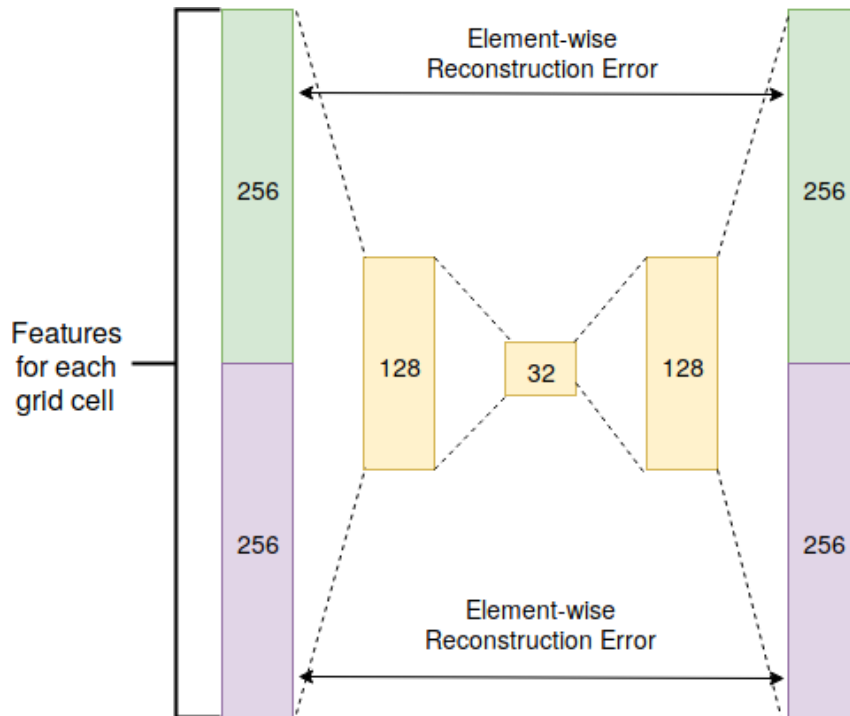 Element-wise
Reconstruction Error
256
256
128
32
128
Features
for each
grid cell
256
256
Element-wise
Reconstruction Error